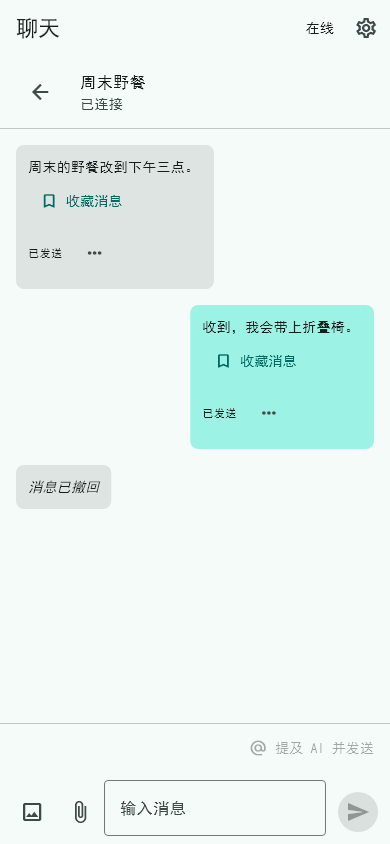 聊天
在线
周末野餐
已连接
周末的野餐改到下午三点。
收藏消息
已发送
收到，我会带上折叠椅。
收藏消息
已发送
消息已撤回
提及 AI 并发送
输入消息